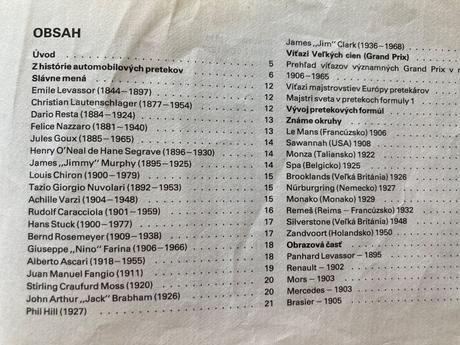 OBSAH
Úvod
Z histórie automobilových pretekov 5
Slávne mená 6
Emile Levassor (1844–1897) 12
Christian Lautenschlager (1877–1954) 12
Dario Resta (1884–1924) 12
Felice Nazzaro (1881–1940) 13
Jules Goux (1885–1965) 13
Henry O'Neal de Hane Segrave (1896–1930) 14
James „Jimmy" Murphy (1895–1925) 14
Louis Chiron (1900–1979) 14
Tazio Giorgio Nuvolari (1892–1953) 15
Achille Varzi (1904–1948) 15
Rudolf Caracciola (1901–1959) 16
Hans Stuck (1900–1977) 16
Bernd Rosemeyer (1909–1938) 17
Giuseppe „Nino" Farina (1906–1966) 18
Alberto Ascari (1918–1955) 18
Juan Manuel Fangio (1911) 19
Stirling Craufurd Moss (1920) 20
John Arthur „Jack" Brabham (1926) 20
Phil Hill (1927) 21
James „Jim" Clark (1936–1968)
Víťazi Veľkých cien (Grand Prix)
Prehľad víťazov významných Grand Prix v
1906–1965
Víťazi majstrovstiev Európy pretekárov
Majstri sveta v pretekoch formuly 1
Vývoj pretekových formúl
Známe okruhy
Le Mans (Francúzsko) 1906
Sawannah (USA) 1908
Monza (Taliansko) 1922
Spa (Belgicko) 1925
Brooklands (Veľká Británia) 1926
Nürburgring (Nemecko) 1927
Monako (Monako) 1929
Remeš (Reims – Francúzsko) 1932
Silverstone (Veľká Británia) 1948
Zandvoort (Holandsko) 1950
Obrazová časť
Panhard Levassor – 1895
Renault – 1902
Mors – 1903
Mercedes – 1903
Brasier – 1905